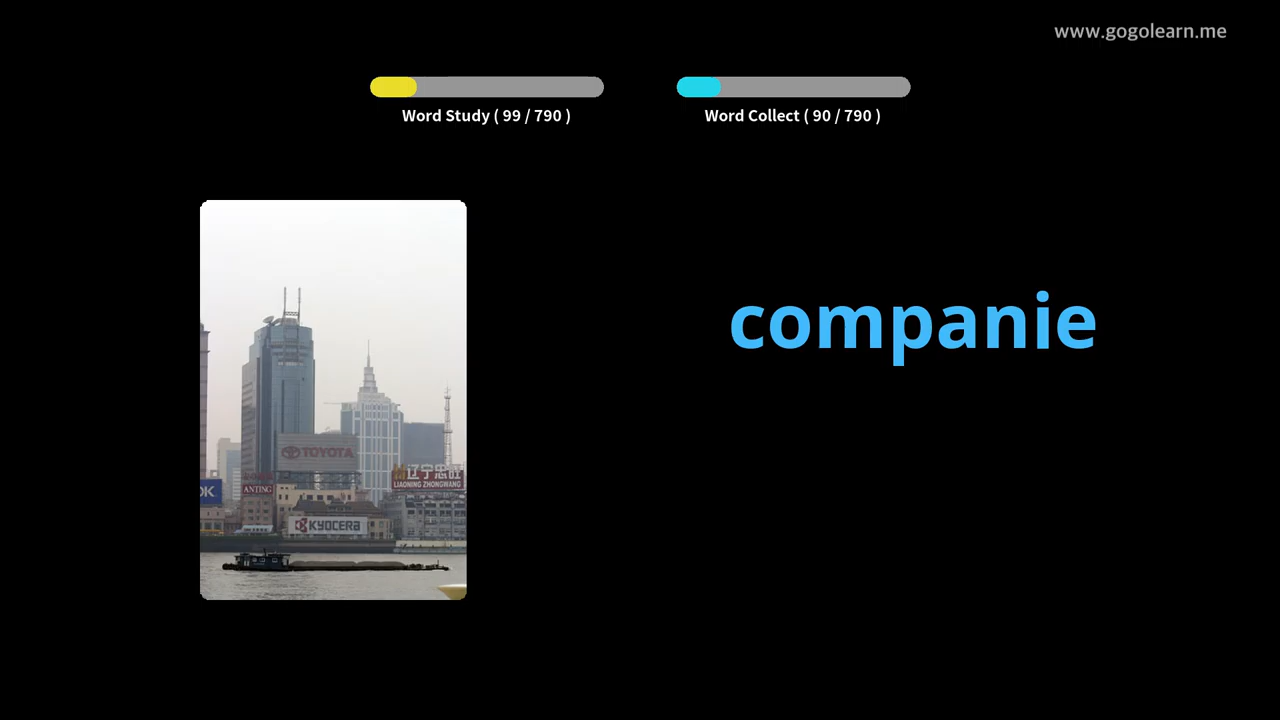 www.gogolearn.me
Word Study ( 99 / 790 )
Word Collect ( 90 / 790 )
companie
TOYOTA
辽宁忠旺
LIAONING ZHONGWANG
OK
ANTING
KYOCERA